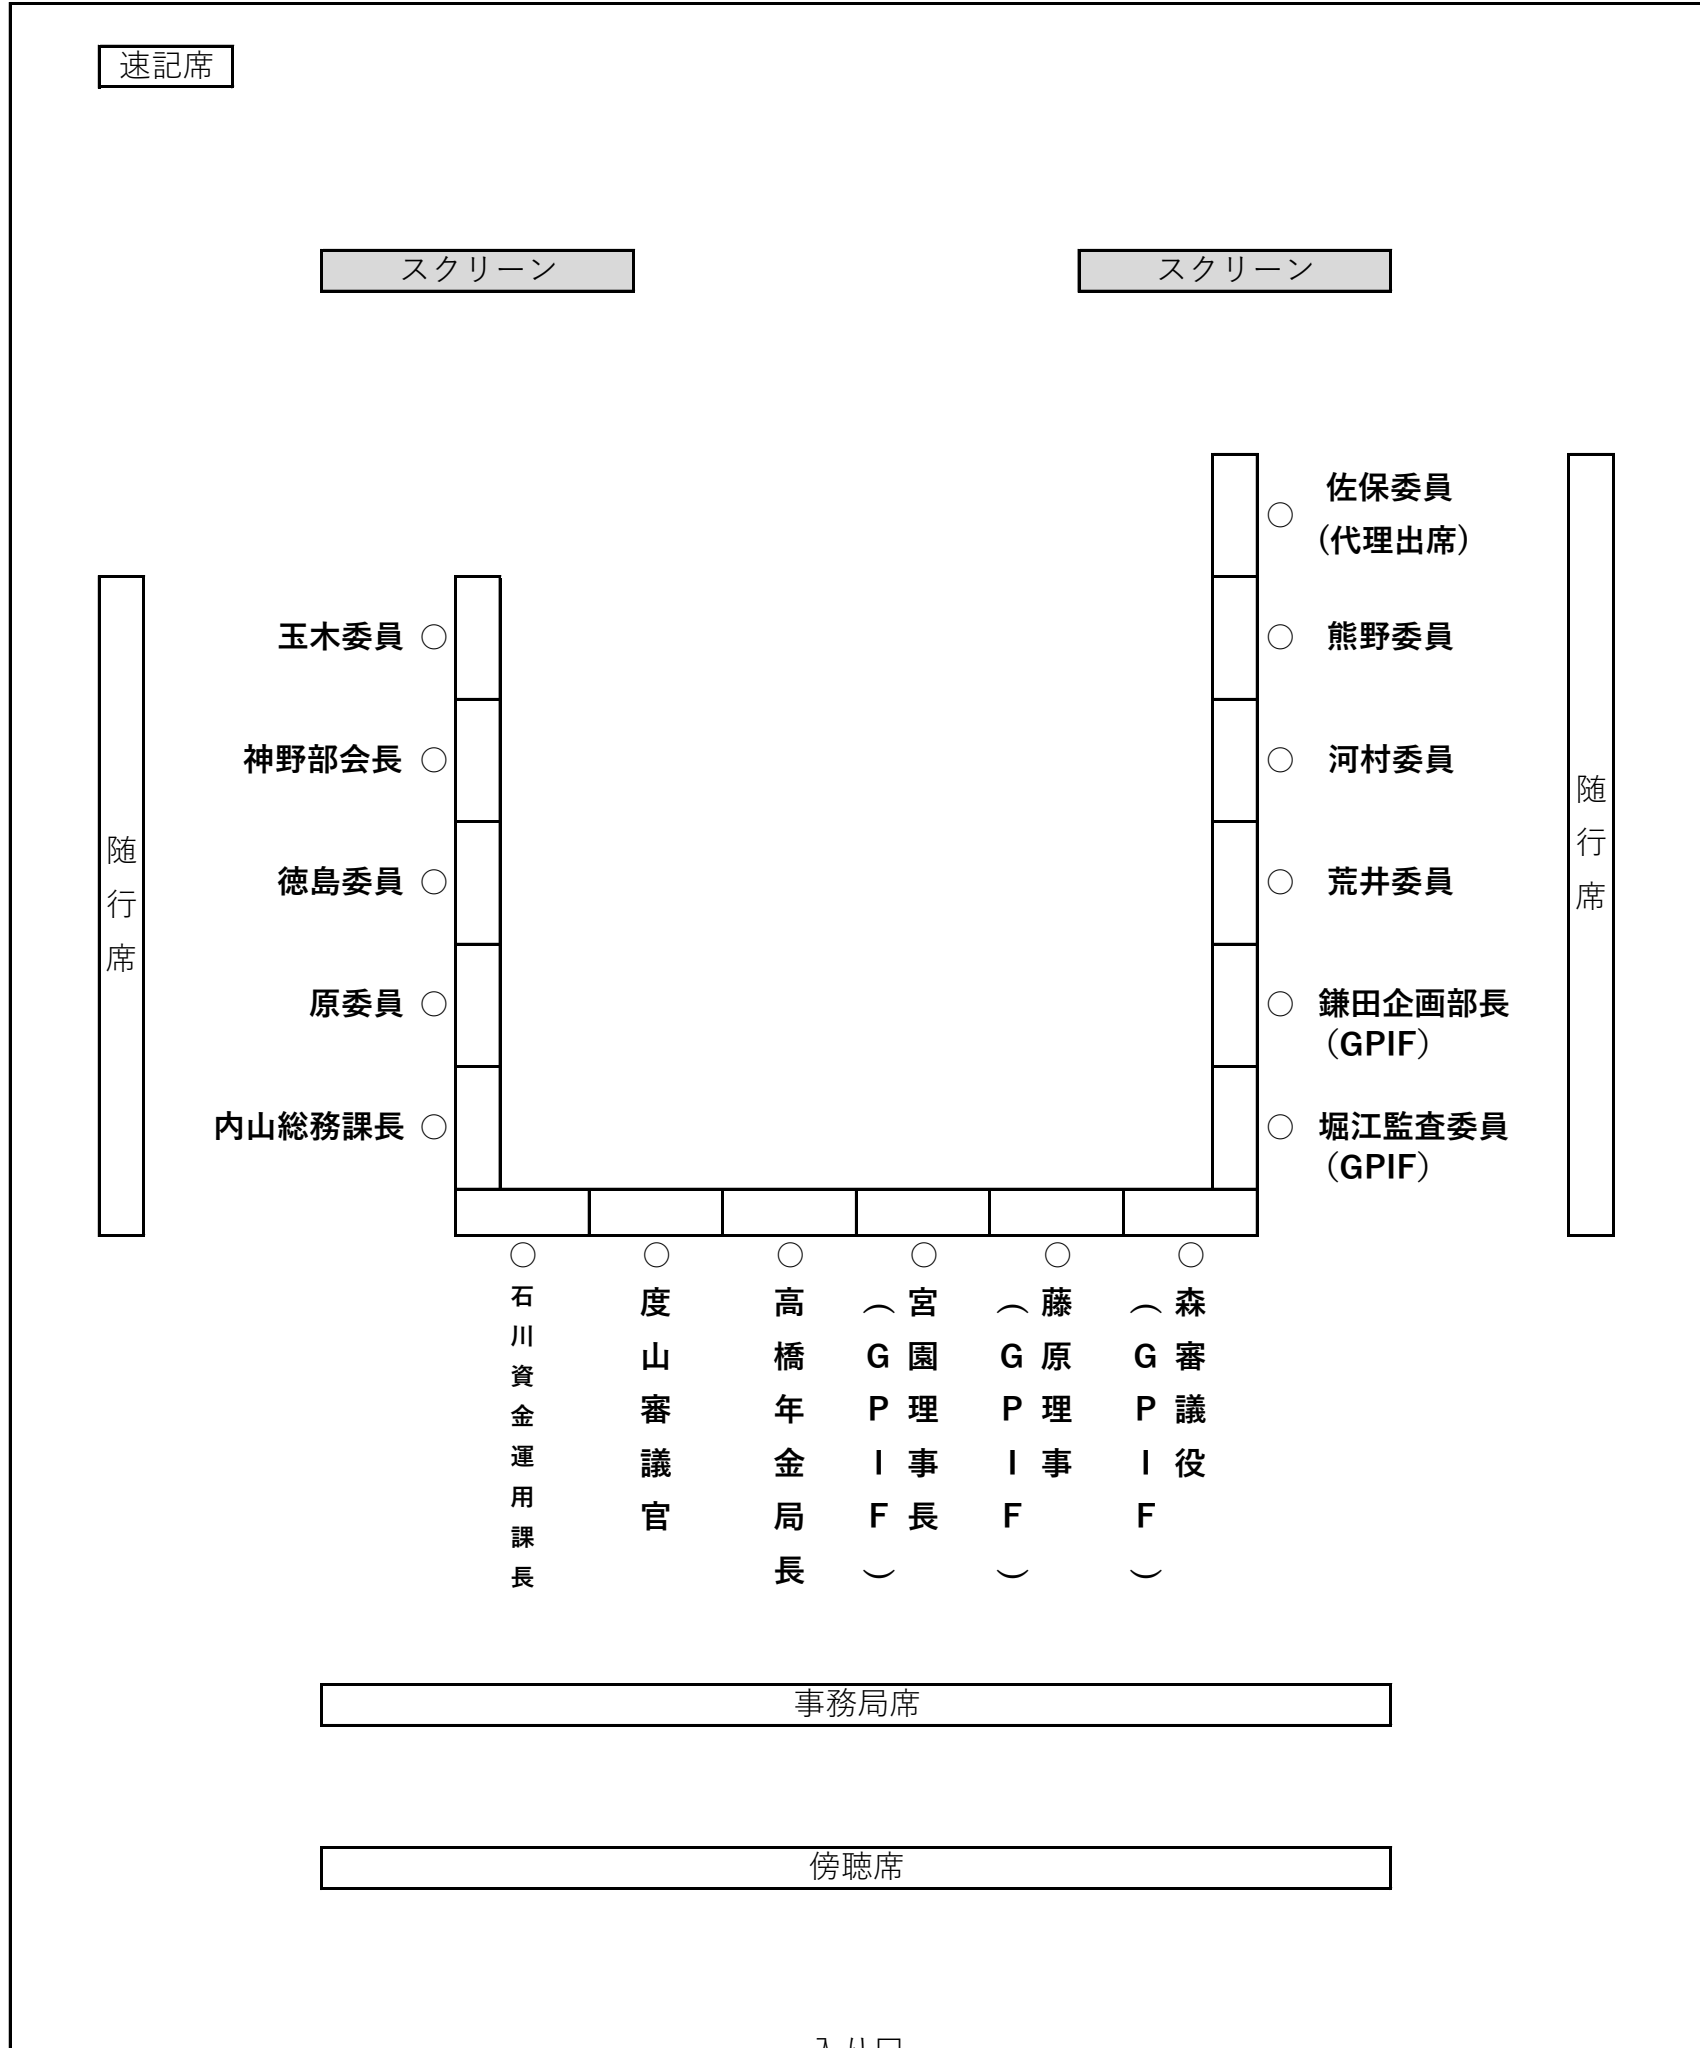 速記席
スクリーン
スクリーン
佐保委員
(代理出席)
玉木委員 ○
○ 熊野委員
神野部会長 ○
○ 河村委員
徳島委員 ○
○ 荒井委員
原委員 ○
○ 鎌田企画部長
(GPIF)
内山総務課長 ○
○ 堀江監査委員
(GPIF)
随行席
随行席
○石川資金運用課長
○度山審議官
○高橋年金局長
○宮園理事長
(GPIF)
○藤原理事
(GPIF)
○森審議役
(GPIF)
事務局席
傍聴席
入り口